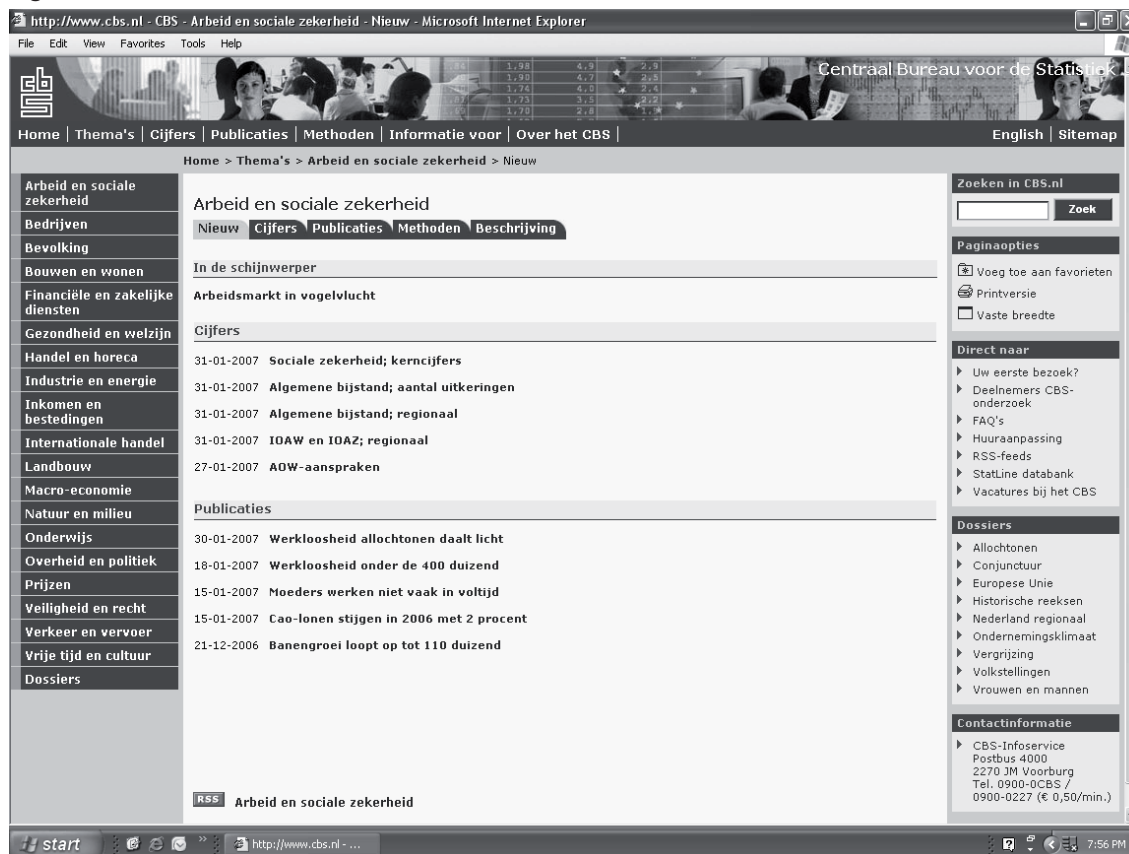 http://www.cbs.nl - CBS - Arbeid en sociale zekerheid - Nieuw - Microsoft Internet Explorer
File Edit View Favorites Tools Help
Centraal Bureau voor de Statistiek
Home | Thema's | Cijfers | Publicaties | Methoden | Informatie voor | Over het CBS |
English | Sitemap
Home > Thema's > Arbeid en sociale zekerheid > Nieuw
Arbeid en sociale
zekerheid
Bedrijven
Bevolking
Bouwen en wonen
Financiële en zakelijke
diensten
Gezondheid en welzijn
Handel en horeca
Industrie en energie
Inkomen en
bestedingen
Internationale handel
Landbouw
Macro-economie
Natuur en milieu
Onderwijs
Overheid en politiek
Prijzen
Veiligheid en recht
Verkeer en vervoer
Vrije tijd en cultuur
Dossiers
Arbeid en sociale zekerheid
Nieuw Cijfers Publicaties Methoden Beschrijving
In de schijnwerper
Arbeidsmarkt in vogelvlucht
Cijfers
31-01-2007 Sociale zekerheid; kerncijfers
31-01-2007 Algemene bijstand; aantal uitkeringen
31-01-2007 Algemene bijstand; regionaal
31-01-2007 IOAW en IOAZ; regionaal
27-01-2007 AOW-aanspraken
Publicaties
30-01-2007 Werkloosheid allochtonen daalt licht
18-01-2007 Werkloosheid onder de 400 duizend
15-01-2007 Moeders werken niet vaak in voltijd
15-01-2007 Cao-lonen stijgen in 2006 met 2 procent
21-12-2006 Banengroei loopt op tot 110 duizend
RSS Arbeid en sociale zekerheid
Zoeken in CBS.nl
Zoek
Paginaopties
Voeg toe aan favorieten
Printversie
Vaste breedte
Direct naar
Uw eerste bezoek?
Deelnemers CBS-
onderzoek
FAQ's
Huuraanpassing
RSS-feeds
StatLine databank
Vacatures bij het CBS
Dossiers
Allochtonen
Conjunctuur
Europese Unie
Historische reeksen
Nederland regionaal
Ondernemingsklimaat
Vergrijzing
Volkstellingen
Vrouwen en mannen
Contactinformatie
CBS-Infoservice
Postbus 4000
2270 JM Voorburg
Tel. 0900-0CBS /
0900-0227 (€ 0,50/min.)
start
http://www.cbs.nl - ...
7:56 PM